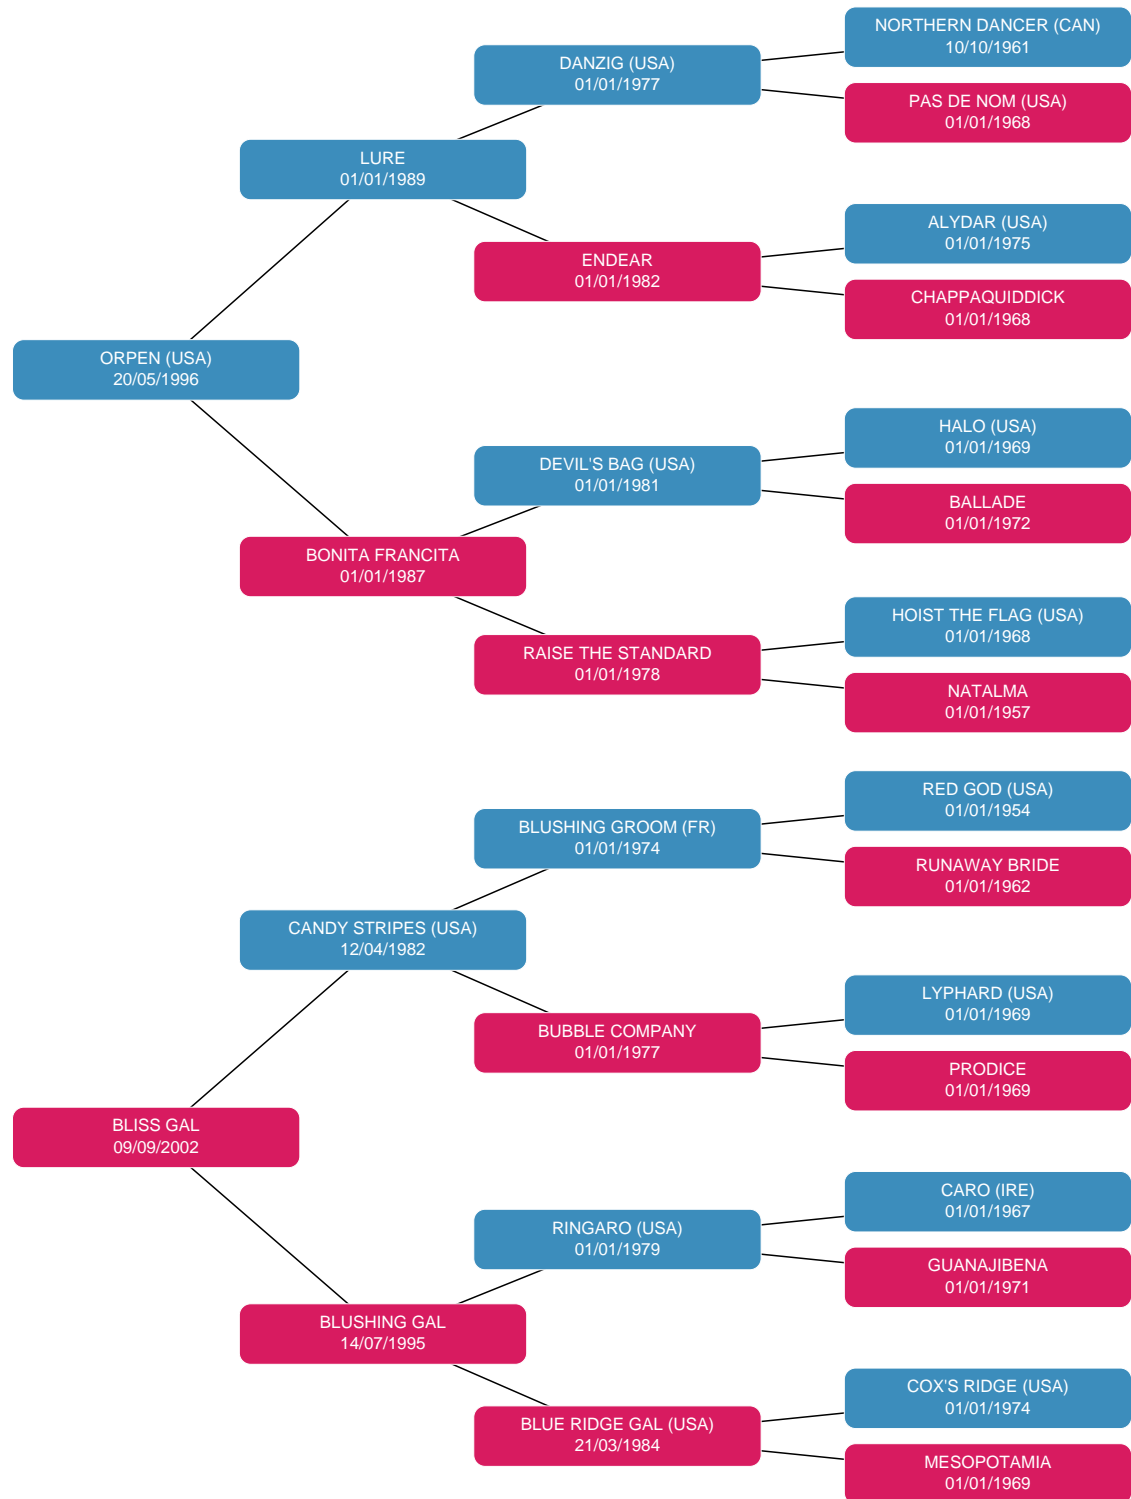 NORTHERN DANCER (CAN)
10/10/1961
DANZIG (USA)
01/01/1977
PAS DE NOM (USA)
01/01/1968
LURE
01/01/1989
ALYDAR (USA)
01/01/1975
ENDEAR
01/01/1982
CHAPPAQUIDDICK
01/01/1968
ORPEN (USA)
20/05/1996
HALO (USA)
01/01/1969
DEVIL'S BAG (USA)
01/01/1981
BALLADE
01/01/1972
BONITA FRANCITA
01/01/1987
HOIST THE FLAG (USA)
01/01/1968
RAISE THE STANDARD
01/01/1978
NATALMA
01/01/1957
RED GOD (USA)
01/01/1954
BLUSHING GROOM (FR)
01/01/1974
RUNAWAY BRIDE
01/01/1962
CANDY STRIPES (USA)
12/04/1982
LYPHARD (USA)
01/01/1969
BUBBLE COMPANY
01/01/1977
PRODICE
01/01/1969
BLISS GAL
09/09/2002
CARO (IRE)
01/01/1967
RINGARO (USA)
01/01/1979
GUANAJIBENA
01/01/1971
BLUSHING GAL
14/07/1995
COX'S RIDGE (USA)
01/01/1974
BLUE RIDGE GAL (USA)
21/03/1984
MESOPOTAMIA
01/01/1969